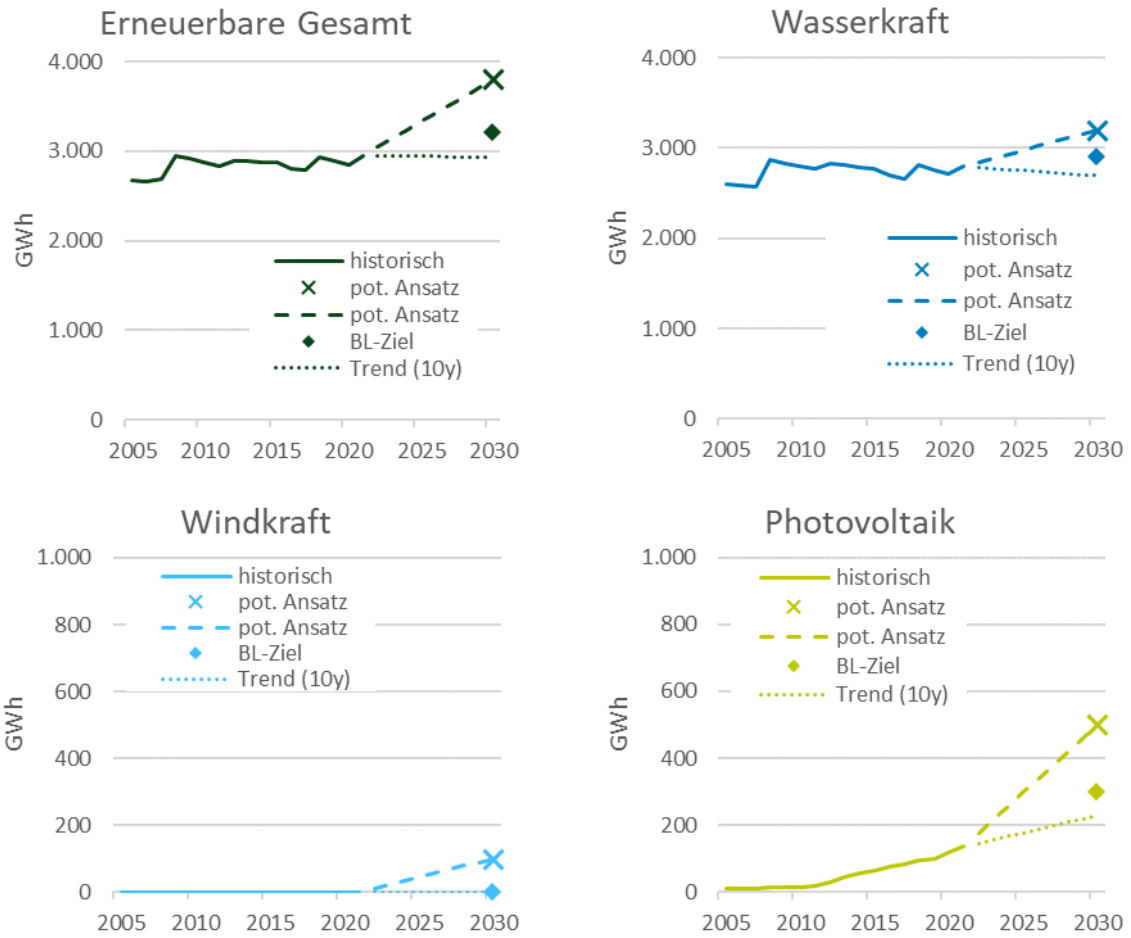 Erneuerbare Gesamt
4.000
3.000
2.000
1.000
0
GWh
historisch
pot. Ansatz
pot. Ansatz
BL-Ziel
Trend (10y)
2005 2010 2015 2020 2025 2030
Wasserkraft
4.000
3.000
2.000
1.000
0
GWh
historisch
pot. Ansatz
pot. Ansatz
BL-Ziel
Trend (10y)
2005 2010 2015 2020 2025 2030
Windkraft
1.000
800
600
400
200
0
GWh
historisch
pot. Ansatz
pot. Ansatz
BL-Ziel
Trend (10y)
2005 2010 2015 2020 2025 2030
Photovoltaik
1.000
800
600
400
200
0
GWh
historisch
pot. Ansatz
pot. Ansatz
BL-Ziel
Trend (10y)
2005 2010 2015 2020 2025 2030